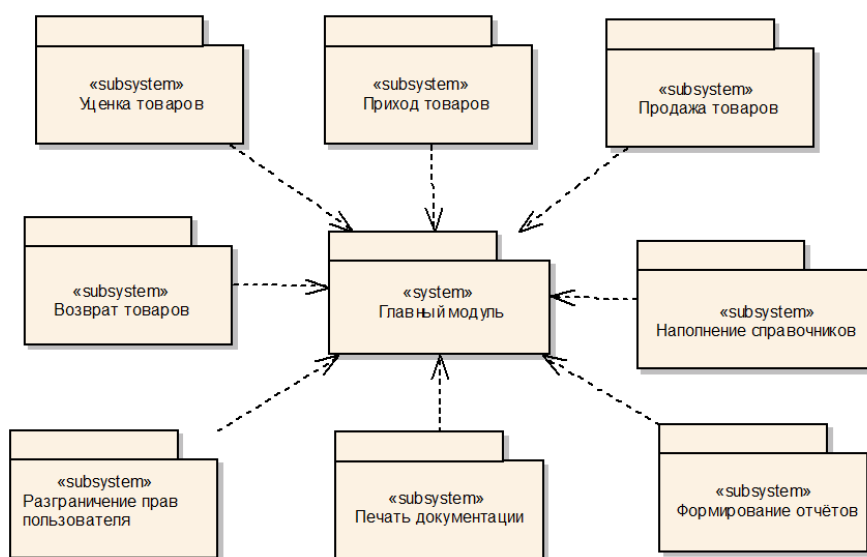 «subsystem»
Уценка товаров
«subsystem»
Приход товаров
«subsystem»
Продажа товаров
«subsystem»
Возврат товаров
«system»
Главный модуль
«subsystem»
Наполнение справочников
«subsystem»
Разграничение прав
пользователя
«subsystem»
Печать документации
«subsystem»
Формирование отчётов